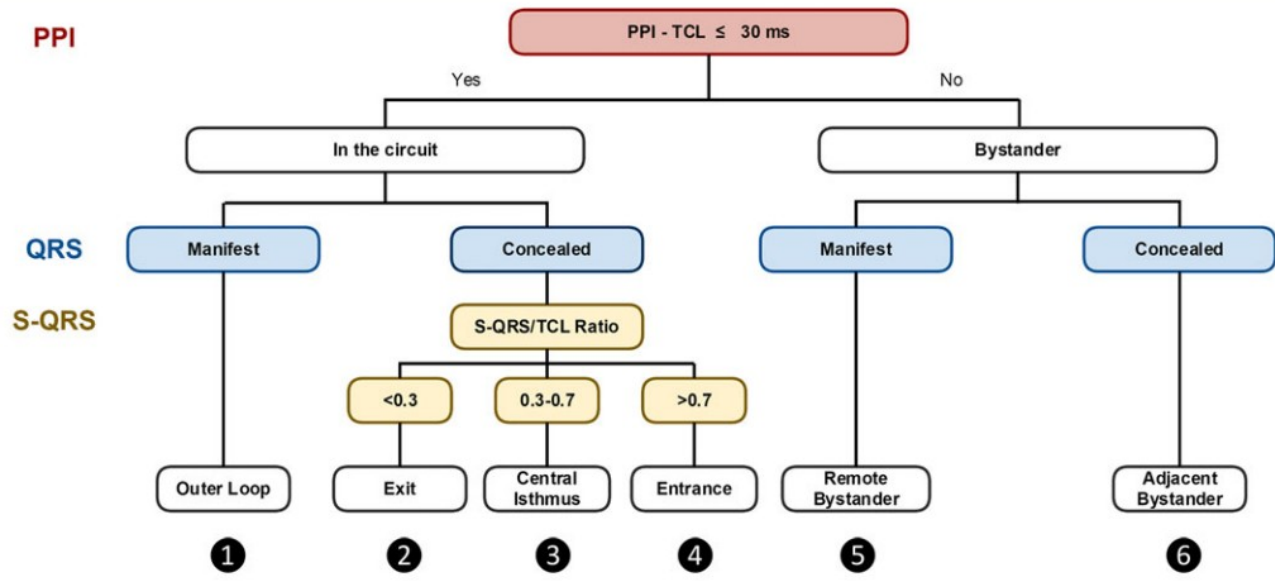 PPI
PPI - TCL ≤ 30 ms
Yes
No
In the circuit
Bystander
QRS
Manifest
Concealed
Manifest
Concealed
S-QRS
S-QRS/TCL Ratio
<0.3
0.3-0.7
>0.7
Outer Loop
Exit
Central
Isthmus
Entrance
Remote
Bystander
Adjacent
Bystander
1
2
3
4
5
6